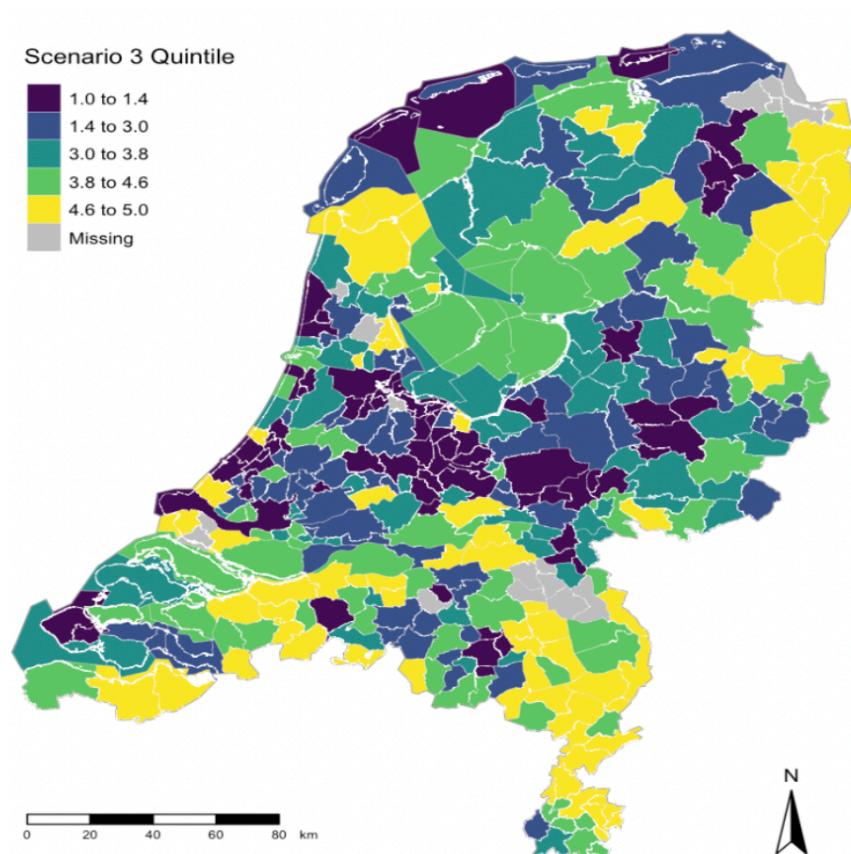 Scenario 3 Quintile
1.0 to 1.4
1.4 to 3.0
3.0 to 3.8
3.8 to 4.6
4.6 to 5.0
Missing
N
0 20 40 60 80 km